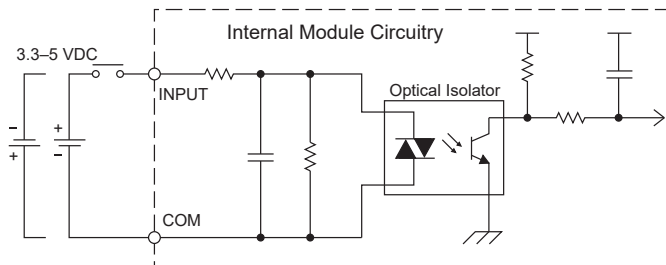 Internal Module Circuitry
3.3–5 VDC
INPUT
Optical Isolator
-
+
+
-
COM